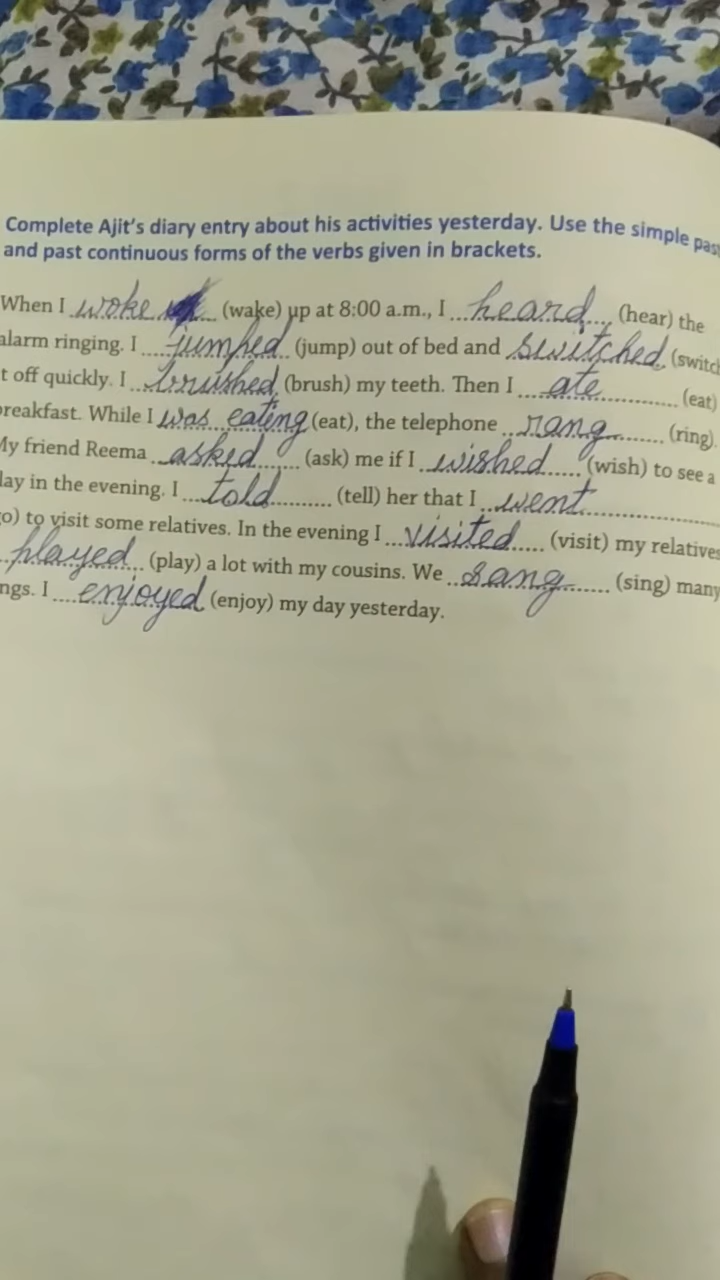 Complete Ajit's diary entry about his activities yesterday. Use the simple past
and past continuous forms of the verbs given in brackets.
When I woke (wake) up at 8:00 a.m., I heard (hear) the
alarm ringing. I jumped (jump) out of bed and switched (switch
t off quickly. I brushed (brush) my teeth. Then I ate (eat)
breakfast. While I was eating (eat), the telephone rang (ring).
My friend Reema asked (ask) me if I wished (wish) to see a
lay in the evening. I told (tell) her that I went
go) to visit some relatives. In the evening I visited (visit) my relatives
played (play) a lot with my cousins. We sang (sing) many
ngs. I enjoyed (enjoy) my day yesterday.